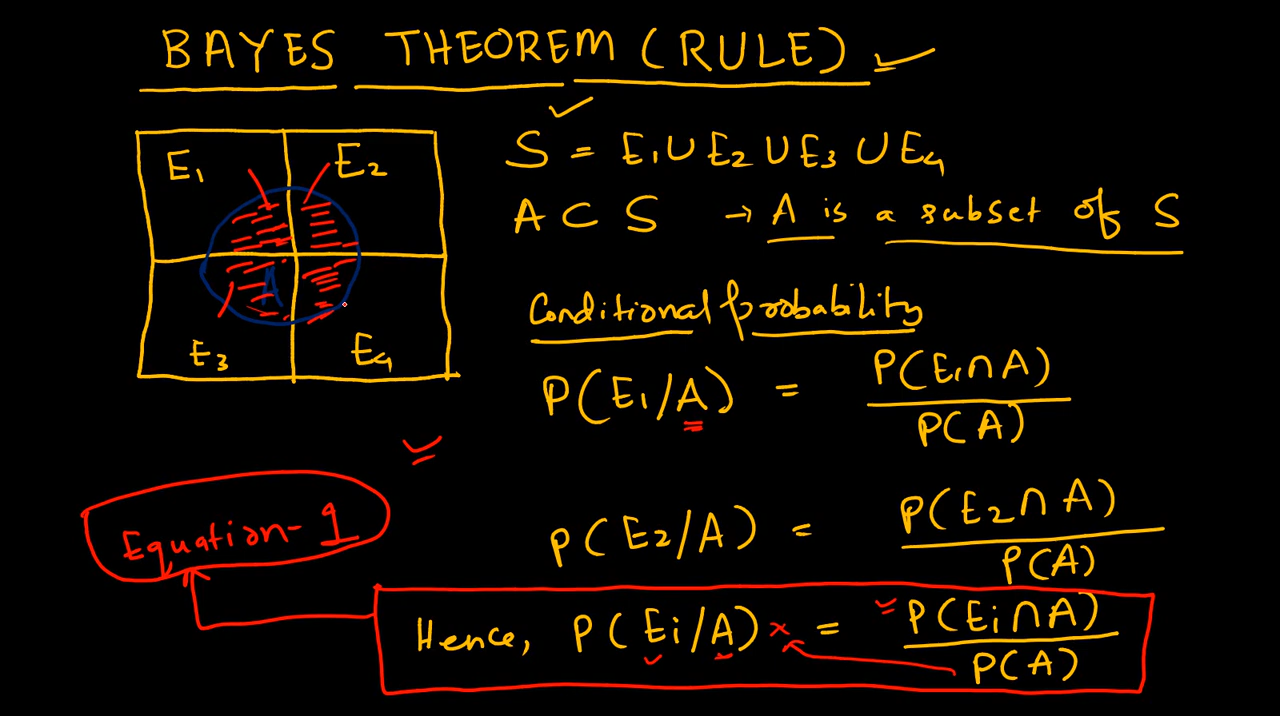 BAYES THEOREM (RULE)
E1 E2
A
E3 E4
S = E1 ∪ E2 ∪ E3 ∪ E4
A ⊂ S → A is a subset of S
Conditional probability
P(E1/A) = P(E1∩A)
P(A)
Equation-1
P(E2/A) = P(E2∩A)
P(A)
Hence, P(Ei/A) × = P(Ei∩A)
P(A)